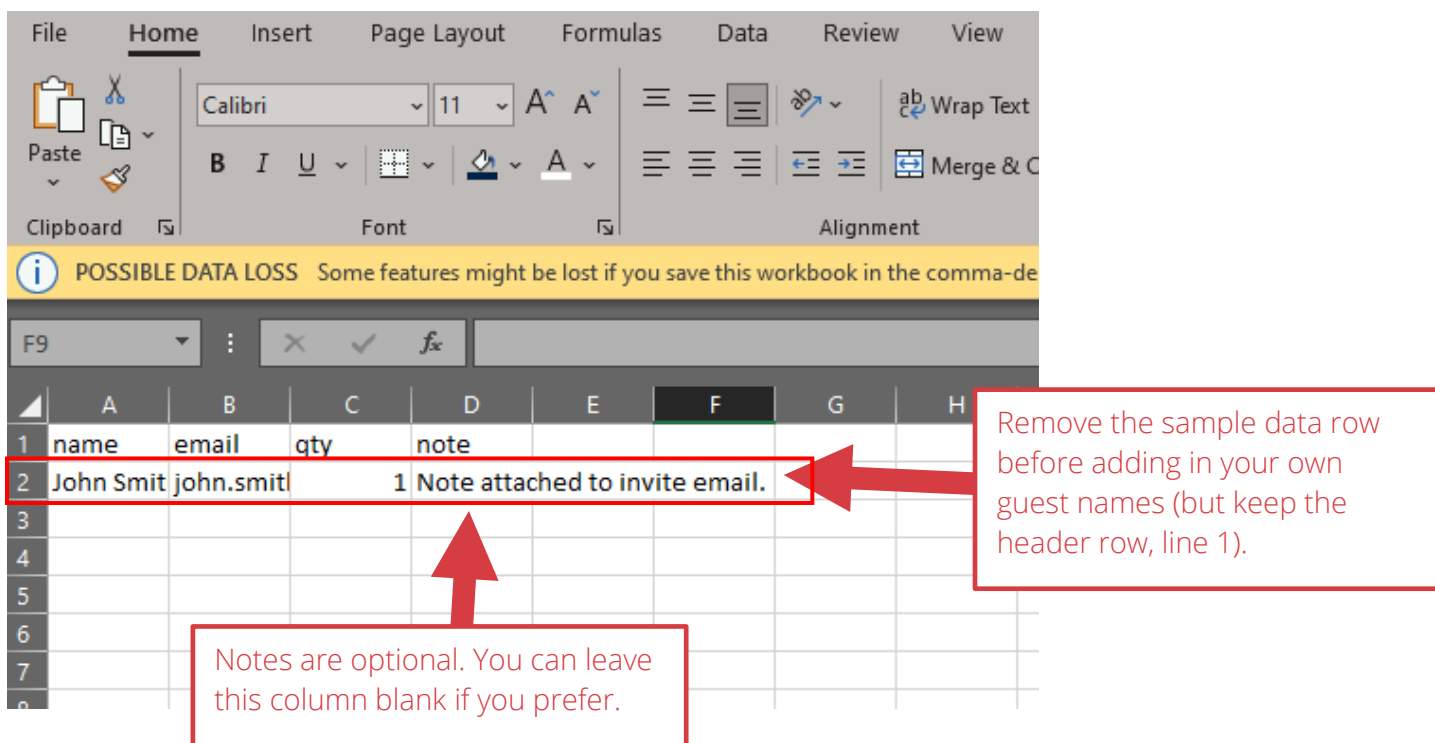 File Home Insert Page Layout Formulas Data Review View
Calibri 11 A^ A˅ ab Wrap Text
Paste B I U A Merge & C
Clipboard Font Alignment
POSSIBLE DATA LOSS Some features might be lost if you save this workbook in the comma-de
F9 fx
A B C D E F G H
1 name email qty note
2 John Smit john.smitl 1 Note attached to invite email.
3
4
5
6
7
Remove the sample data row
before adding in your own
guest names (but keep the
header row, line 1).
Notes are optional. You can leave
this column blank if you prefer.